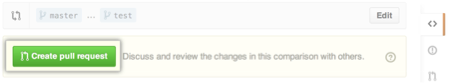 master ... test Edit
Create pull request Discuss and review the changes in this comparison with others.